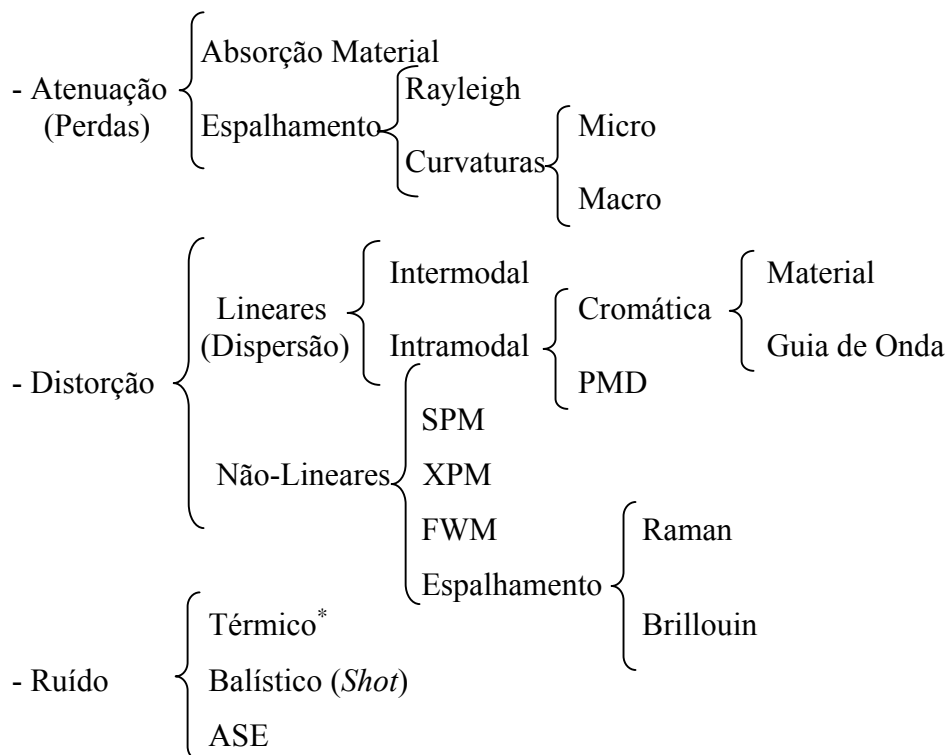 Absorção Material
- Atenuação
(Perdas)
Espalhamento
Rayleigh
Curvaturas
Micro
Macro
- Distorção
Lineares
(Dispersão)
Intermodal
Intramodal
Cromática
Material
Guia de Onda
PMD
Não-Lineares
SPM
XPM
FWM
Espalhamento
Raman
Brillouin
- Ruído
Térmico*
Balístico (Shot)
ASE